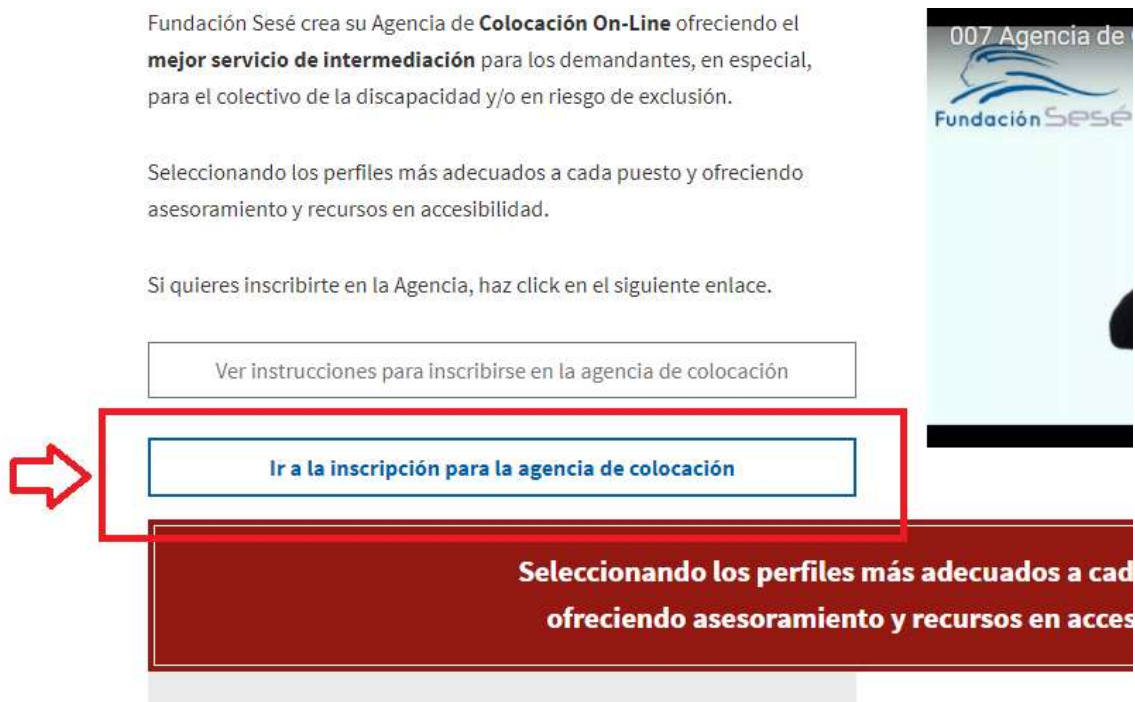 Fundación Sesé crea su Agencia de Colocación On-Line ofreciendo el
mejor servicio de intermediación para los demandantes, en especial,
para el colectivo de la discapacidad y/o en riesgo de exclusión.
Seleccionando los perfiles más adecuados a cada puesto y ofreciendo
asesoramiento y recursos en accesibilidad.
Si quieres inscribirte en la Agencia, haz click en el siguiente enlace.
Ver instrucciones para inscribirse en la agencia de colocación
Ir a la inscripción para la agencia de colocación
007 Agencia de
Fundación Sesé
Seleccionando los perfiles más adecuados a cad
ofreciendo asesoramiento y recursos en acces